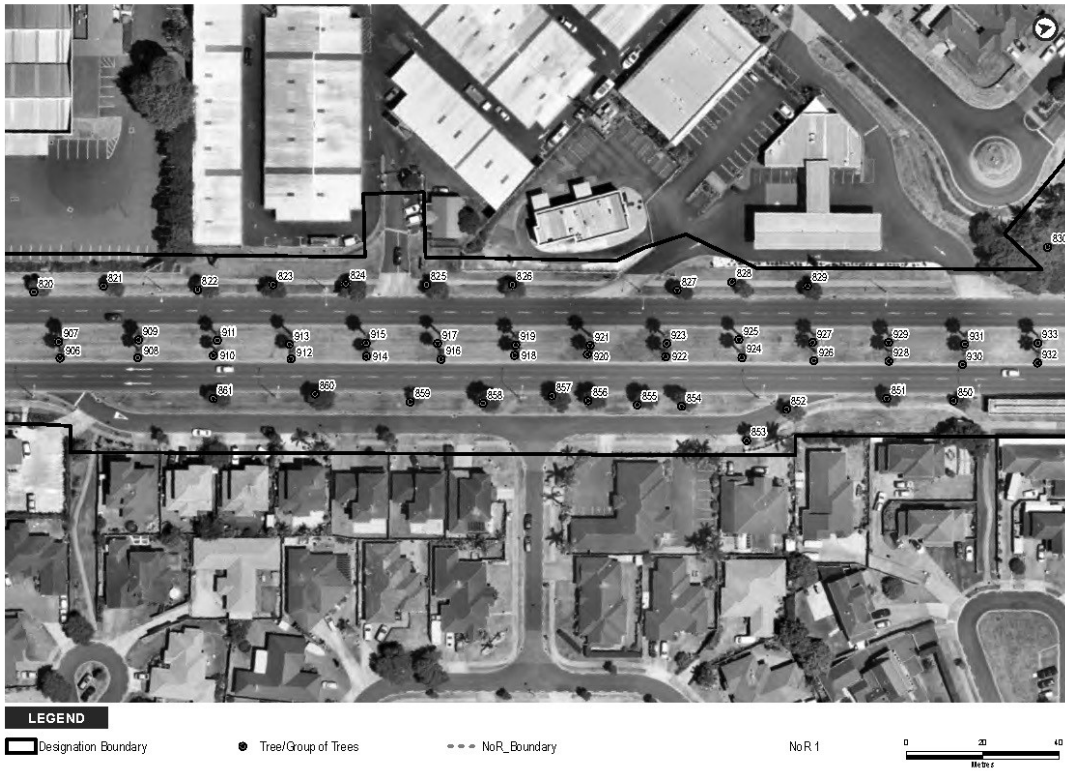 830
820 821 822 823 824 825 826 827 828 829
907 909 911 913 915 917 919 921 923 925 927 929 931 933
906 908 910 912 914 916 918 920 922 924 926 928 930 932
861 860 859 858 857 856 855 854 852 851 850
853
LEGEND
Designation Boundary Tree/Group of Trees NoR_Boundary NoR 1
0 20 40
Metres